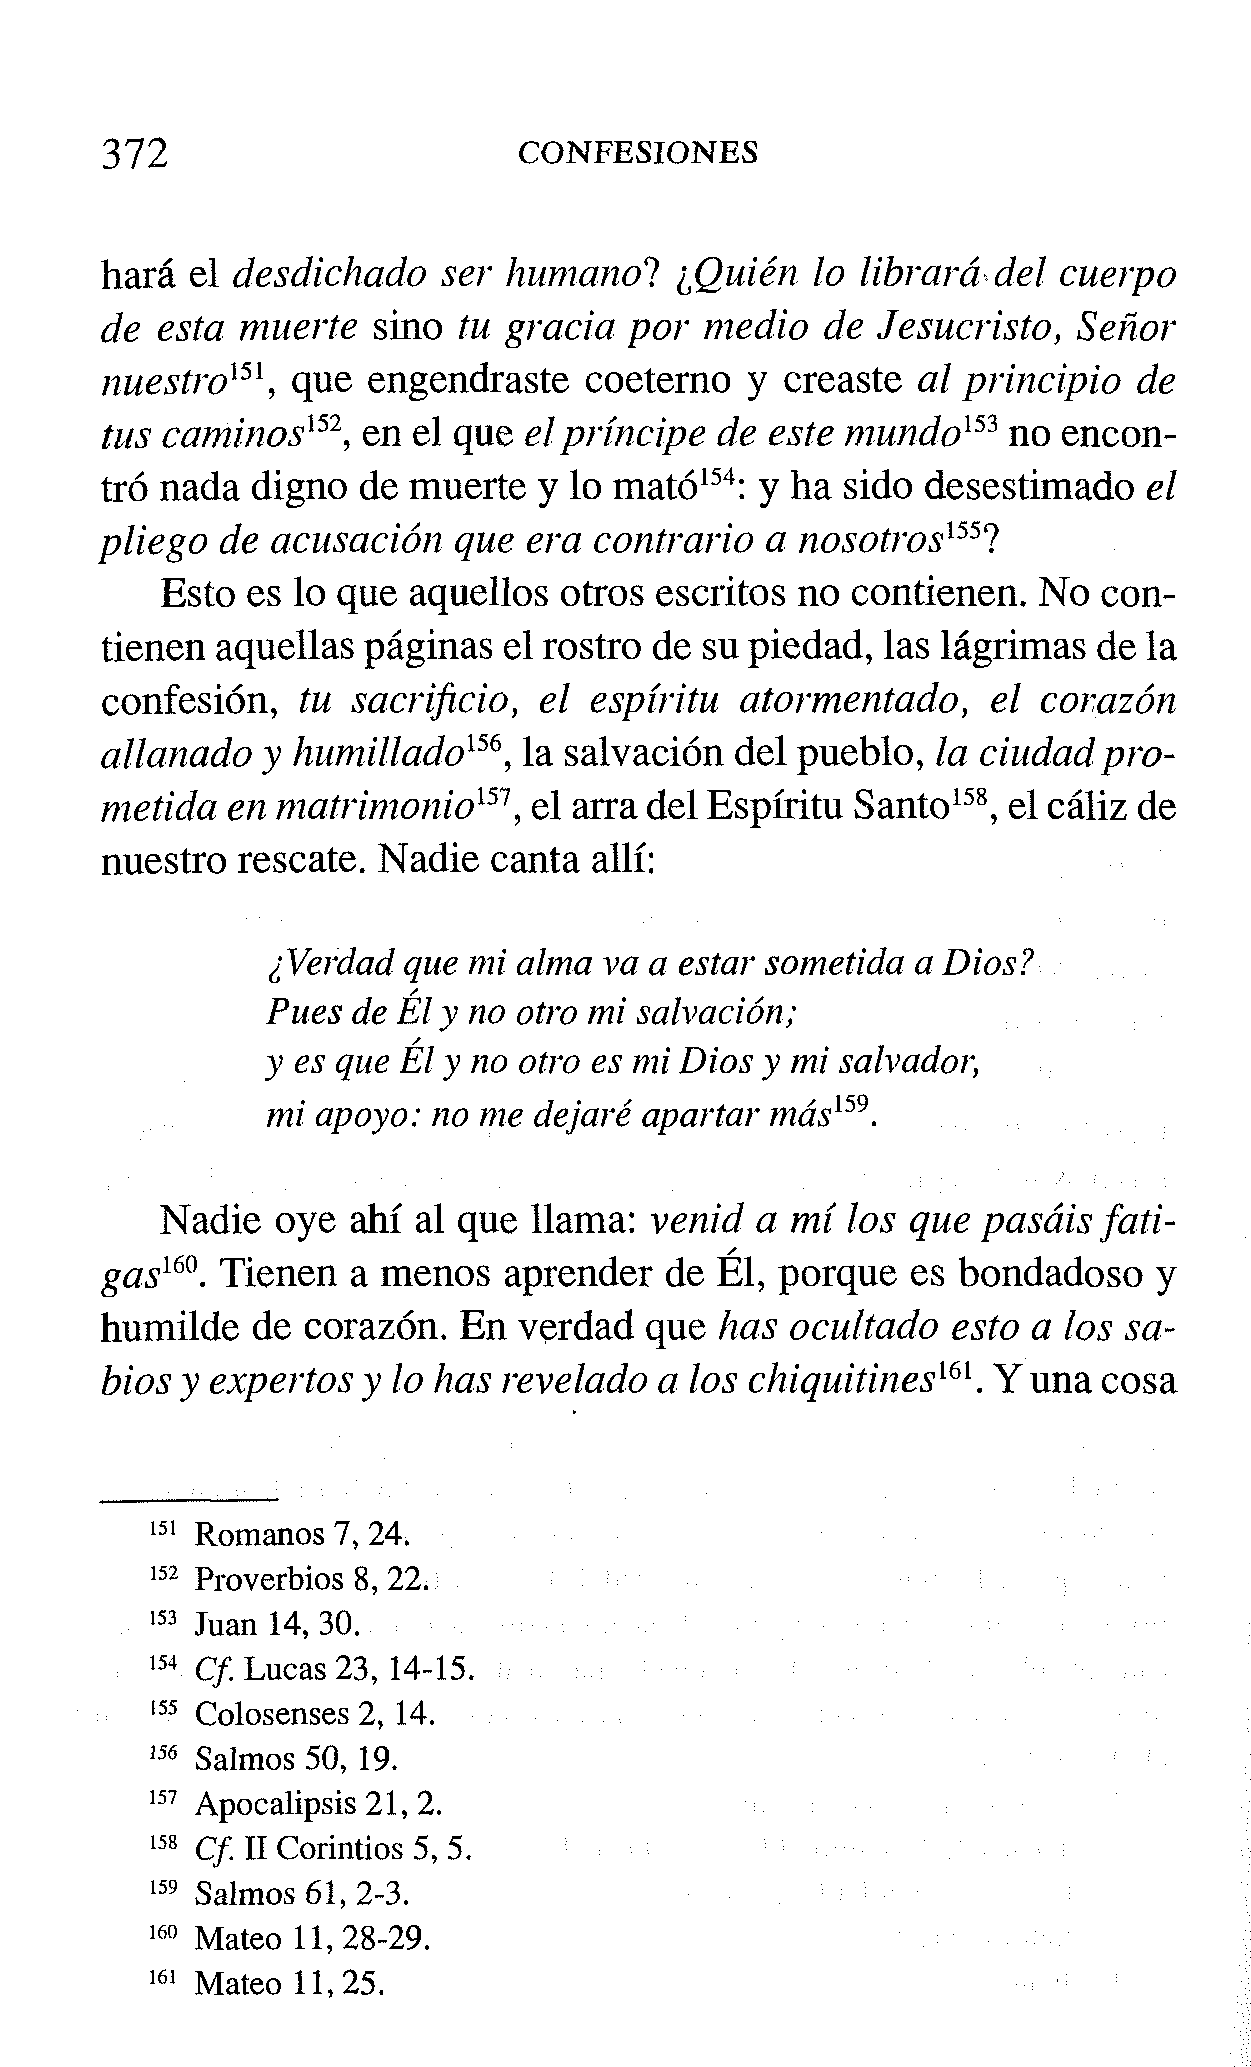 372 CONFESIONES
hará el desdichado ser humano? ¿Quién lo librará del cuerpo
de esta muerte sino tu gracia por medio de Jesucristo, Señor
nuestro¹⁵¹, que engendraste coeterno y creaste al principio de
tus caminos¹⁵², en el que el príncipe de este mundo¹⁵³ no encon-
tró nada digno de muerte y lo mató¹⁵⁴: y ha sido desestimado el
pliego de acusación que era contrario a nosotros¹⁵⁵?
Esto es lo que aquellos otros escritos no contienen. No con-
tienen aquellas páginas el rostro de su piedad, las lágrimas de la
confesión, tu sacrificio, el espíritu atormentado, el corazón
allanado y humillado¹⁵⁶, la salvación del pueblo, la ciudad pro-
metida en matrimonio¹⁵⁷, el arra del Espíritu Santo¹⁵⁸, el cáliz de
nuestro rescate. Nadie canta allí:
¿Verdad que mi alma va a estar sometida a Dios?
Pues de Él y no otro mi salvación;
y es que Él y no otro es mi Dios y mi salvador,
mi apoyo: no me dejaré apartar más¹⁵⁹.
Nadie oye ahí al que llama: venid a mí los que pasáis fati-
gas¹⁶⁰. Tienen a menos aprender de Él, porque es bondadoso y
humilde de corazón. En verdad que has ocultado esto a los sa-
bios y expertos y lo has revelado a los chiquitines¹⁶¹. Y una cosa
¹⁵¹ Romanos 7, 24.
¹⁵² Proverbios 8, 22.
¹⁵³ Juan 14, 30.
¹⁵⁴ Cf. Lucas 23, 14-15.
¹⁵⁵ Colosenses 2, 14.
¹⁵⁶ Salmos 50, 19.
¹⁵⁷ Apocalipsis 21, 2.
¹⁵⁸ Cf. II Corintios 5, 5.
¹⁵⁹ Salmos 61, 2-3.
¹⁶⁰ Mateo 11, 28-29.
¹⁶¹ Mateo 11, 25.